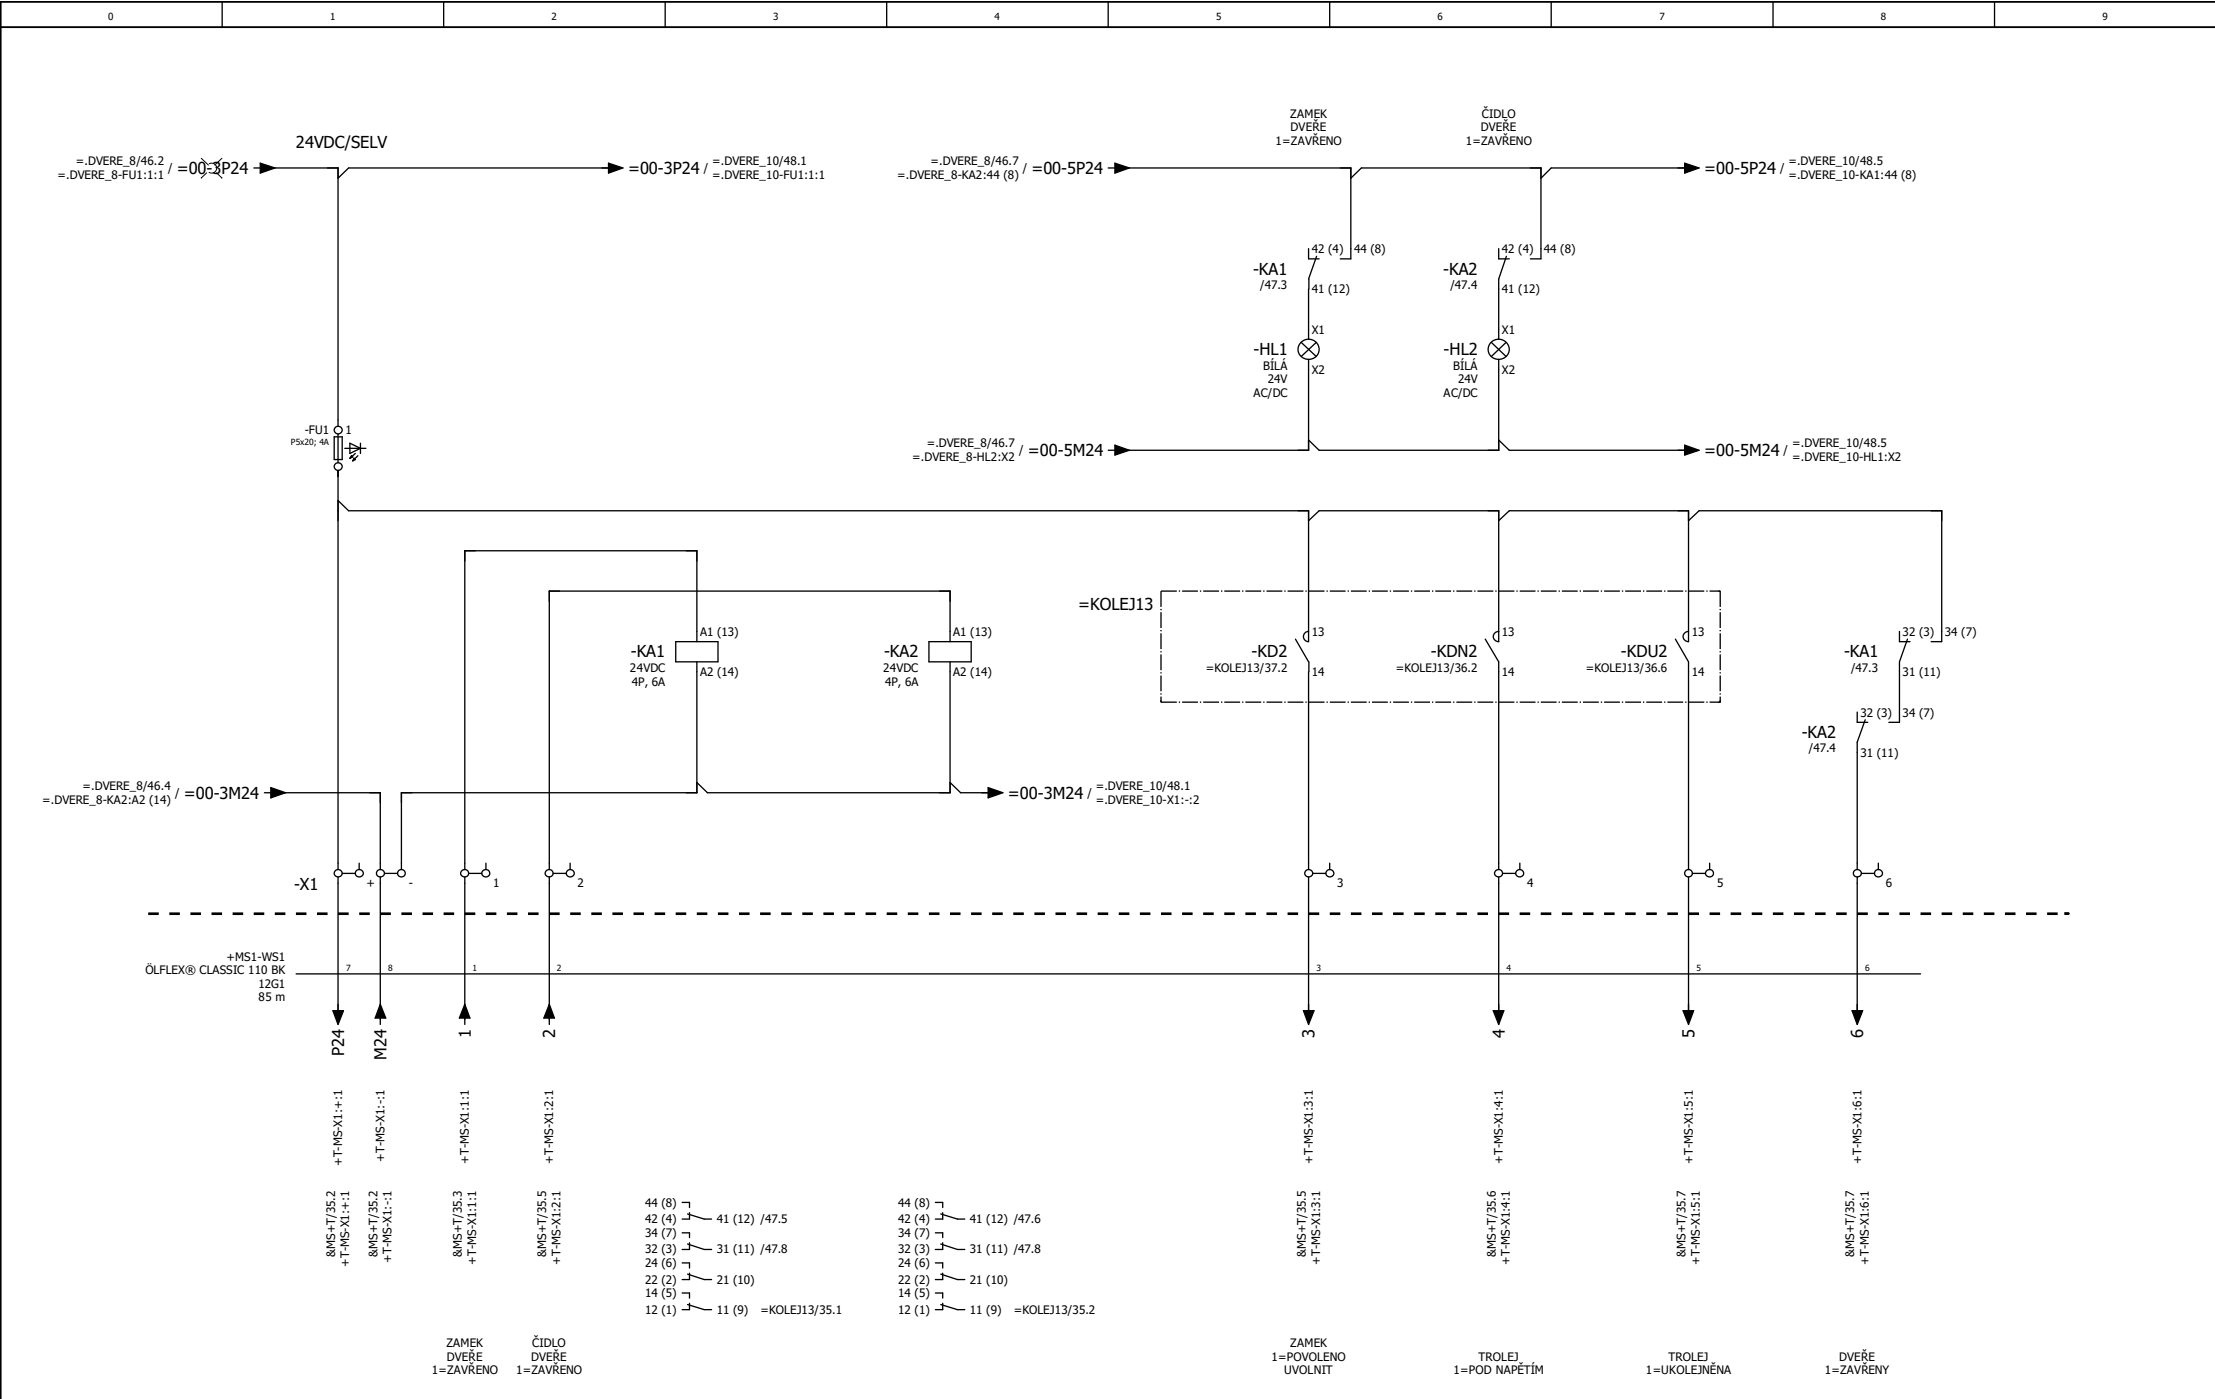 0 1 2 3 4 5 6 7 8 9
ZAMEK
DVEŘE
1=ZAVŘENO
ČIDLO
DVEŘE
1=ZAVŘENO
24VDC/SELV
=.DVERE_8/46.2
=.DVERE_8-FU1:1:1
/ =00-3P24
=00-3P24 /
=.DVERE_10/48.1
=.DVERE_10-FU1:1:1
=.DVERE_8/46.7
=.DVERE_8-KA2:44 (8)
/ =00-5P24
=00-5P24 /
=.DVERE_10/48.5
=.DVERE_10-KA1:44 (8)
42 (4) 44 (8)
-KA1
/47.3
41 (12)
42 (4) 44 (8)
-KA2
/47.4
41 (12)
X1
-HL1
BÍLÁ
24V
AC/DC
X2
X1
-HL2
BÍLÁ
24V
AC/DC
X2
-FU1 1
P5x20; 4A
=.DVERE_8/46.7
=.DVERE_8-HL2:X2
/ =00-5M24
=00-5M24 /
=.DVERE_10/48.5
=.DVERE_10-HL1:X2
=KOLEJ13
A1 (13)
-KA1
24VDC
4P, 6A
A2 (14)
A1 (13)
-KA2
24VDC
4P, 6A
A2 (14)
13
-KD2
=KOLEJ13/37.2
14
13
-KDN2
=KOLEJ13/36.2
14
13
-KDU2
=KOLEJ13/36.6
14
32 (3) 34 (7)
-KA1
/47.3
31 (11)
32 (3) 34 (7)
-KA2
/47.4
31 (11)
=.DVERE_8/46.4
=.DVERE_8-KA2:A2 (14)
/ =00-3M24
=00-3M24 /
=.DVERE_10/48.1
=.DVERE_10-X1:-:2
-X1 + - 1 2 3 4 5 6
+MS1-WS1
ÖLFLEX® CLASSIC 110 BK
12G1
85 m
7 8 1 2 3 4 5 6
P24 M24 1 2 3 4 5 6
+T-MS-X1:+:1
+T-MS-X1:-:1
+T-MS-X1:1:1
+T-MS-X1:2:1
+T-MS-X1:3:1
+T-MS-X1:4:1
+T-MS-X1:5:1
+T-MS-X1:6:1
&MS+T/35.2
+T-MS-X1:+:1
&MS+T/35.2
+T-MS-X1:-:1
&MS+T/35.3
+T-MS-X1:1:1
&MS+T/35.5
+T-MS-X1:2:1
44 (8)
42 (4) 41 (12) /47.5
34 (7)
32 (3) 31 (11) /47.8
24 (6)
22 (2) 21 (10)
14 (5)
12 (1) 11 (9) =KOLEJ13/35.1
44 (8)
42 (4) 41 (12) /47.6
34 (7)
32 (3) 31 (11) /47.8
24 (6)
22 (2) 21 (10)
14 (5)
12 (1) 11 (9) =KOLEJ13/35.2
&MS+T/35.5
+T-MS-X1:3:1
&MS+T/35.6
+T-MS-X1:4:1
&MS+T/35.7
+T-MS-X1:5:1
&MS+T/35.7
+T-MS-X1:6:1
ZAMEK
DVEŘE
1=ZAVŘENO
ČIDLO
DVEŘE
1=ZAVŘENO
ZAMEK
1=POVOLENO
UVOLNIT
TROLEJ
1=POD NAPĚTÍM
TROLEJ
1=UKOLEJNĚNA
DVEŘE
1=ZAVŘENY